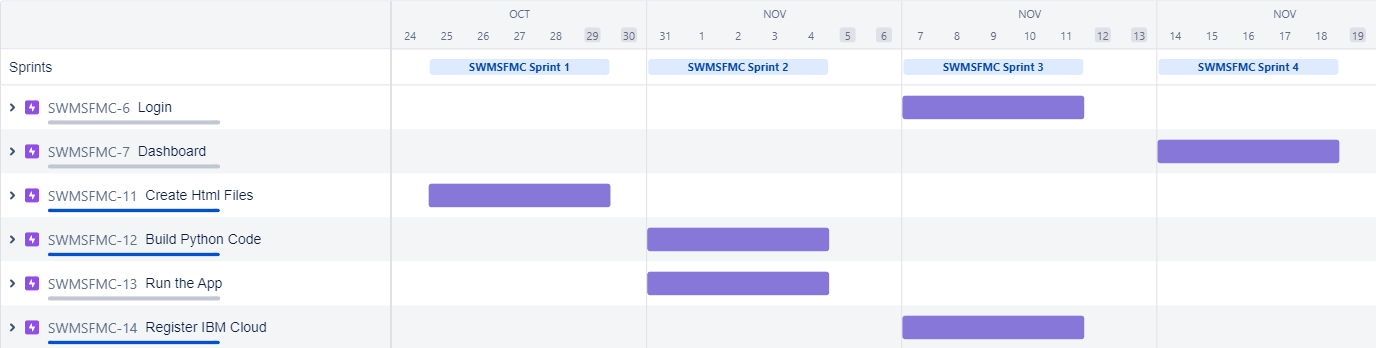 OCT NOV NOV NOV
24 25 26 27 28 29 30 31 1 2 3 4 5 6 7 8 9 10 11 12 13 14 15 16 17 18 19
Sprints SWMSFMC Sprint 1 SWMSFMC Sprint 2 SWMSFMC Sprint 3 SWMSFMC Sprint 4
SWMSFMC-6 Login
SWMSFMC-7 Dashboard
SWMSFMC-11 Create Html Files
SWMSFMC-12 Build Python Code
SWMSFMC-13 Run the App
SWMSFMC-14 Register IBM Cloud